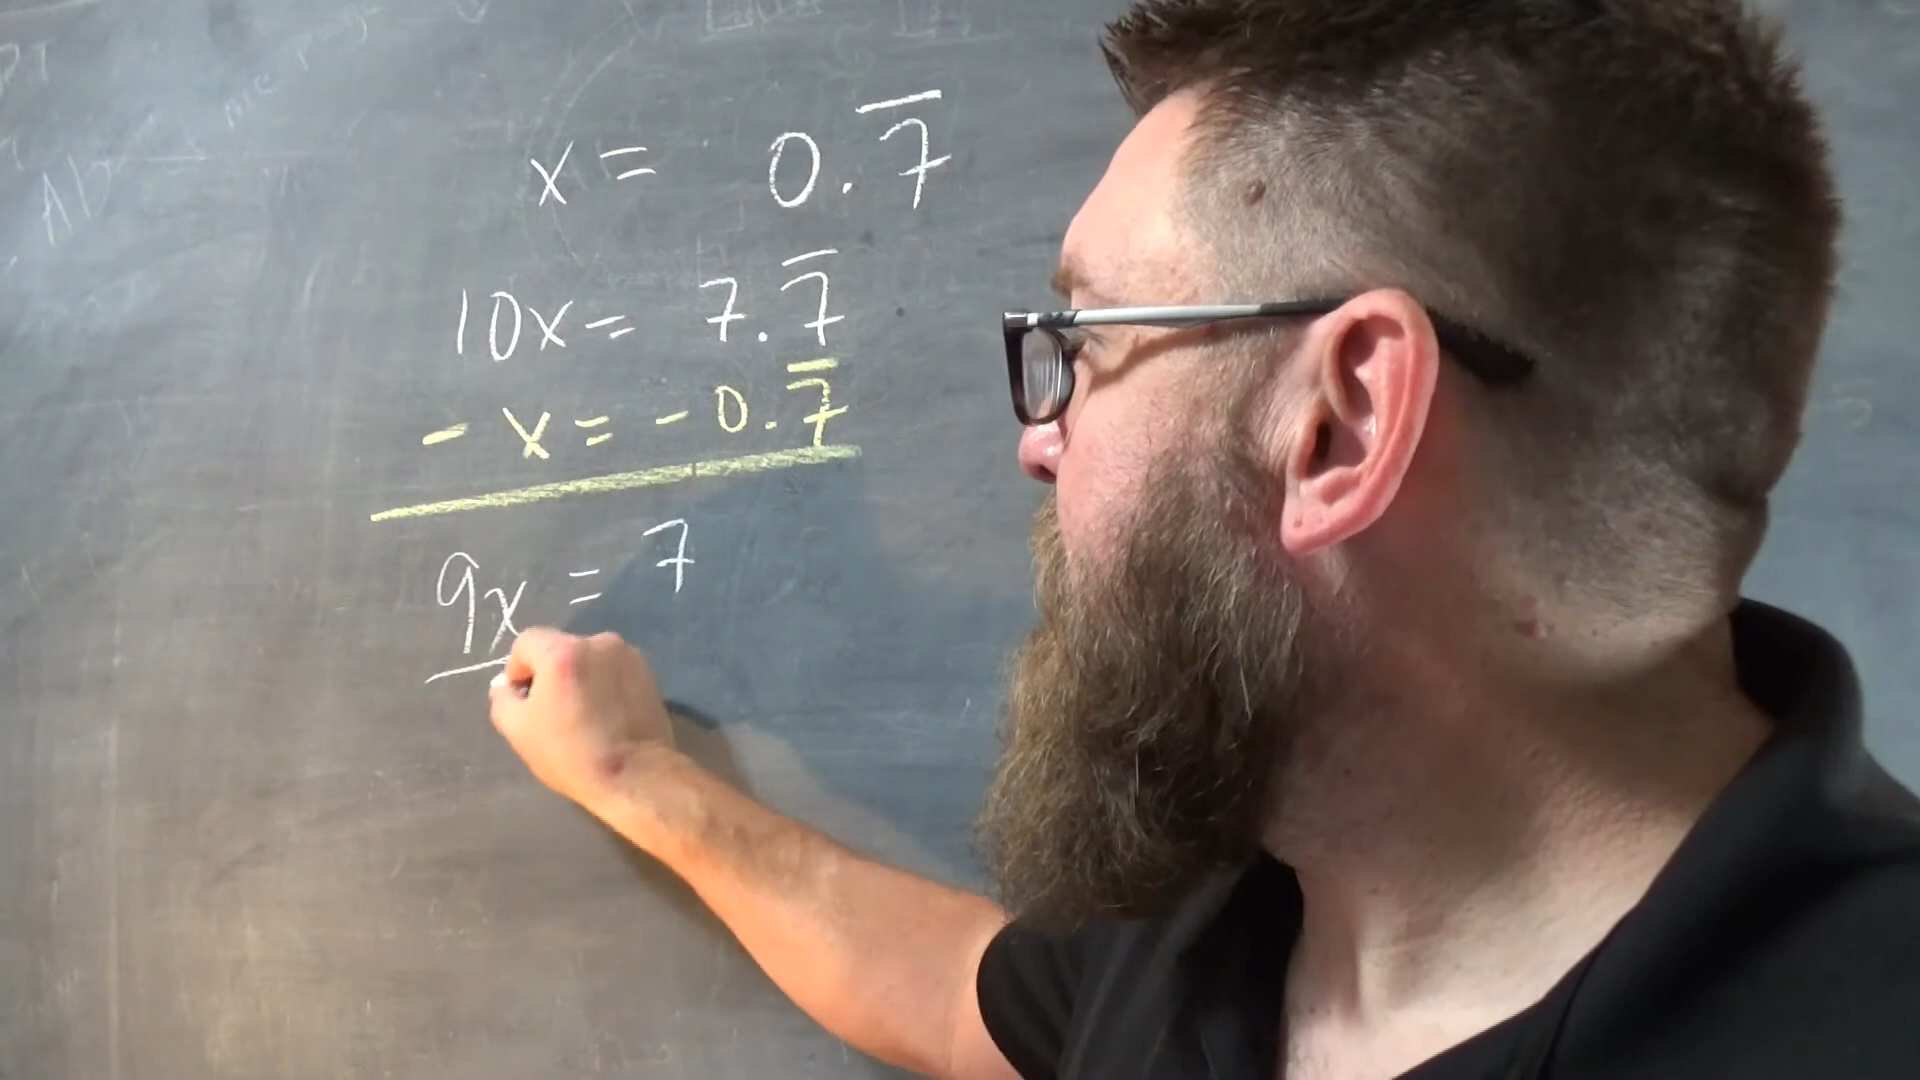 x = 0.7̅
10x = 7.7̅
- x = - 0.7̅
9x = 7